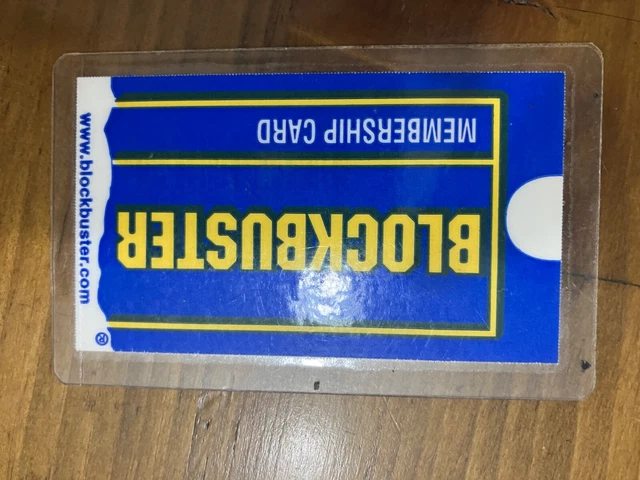 BLOCKBUSTER
MEMBERSHIP CARD
www.blockbuster.com
®